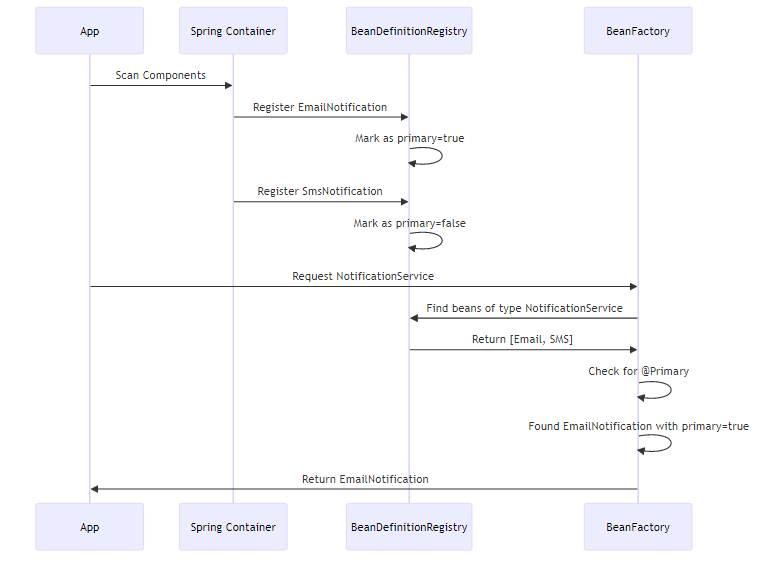 App
Spring Container
BeanDefinitionRegistry
BeanFactory
Scan Components
Register EmailNotification
Mark as primary=true
Register SmsNotification
Mark as primary=false
Request NotificationService
Find beans of type NotificationService
Return [Email, SMS]
Check for @Primary
Found EmailNotification with primary=true
Return EmailNotification
App
Spring Container
BeanDefinitionRegistry
BeanFactory